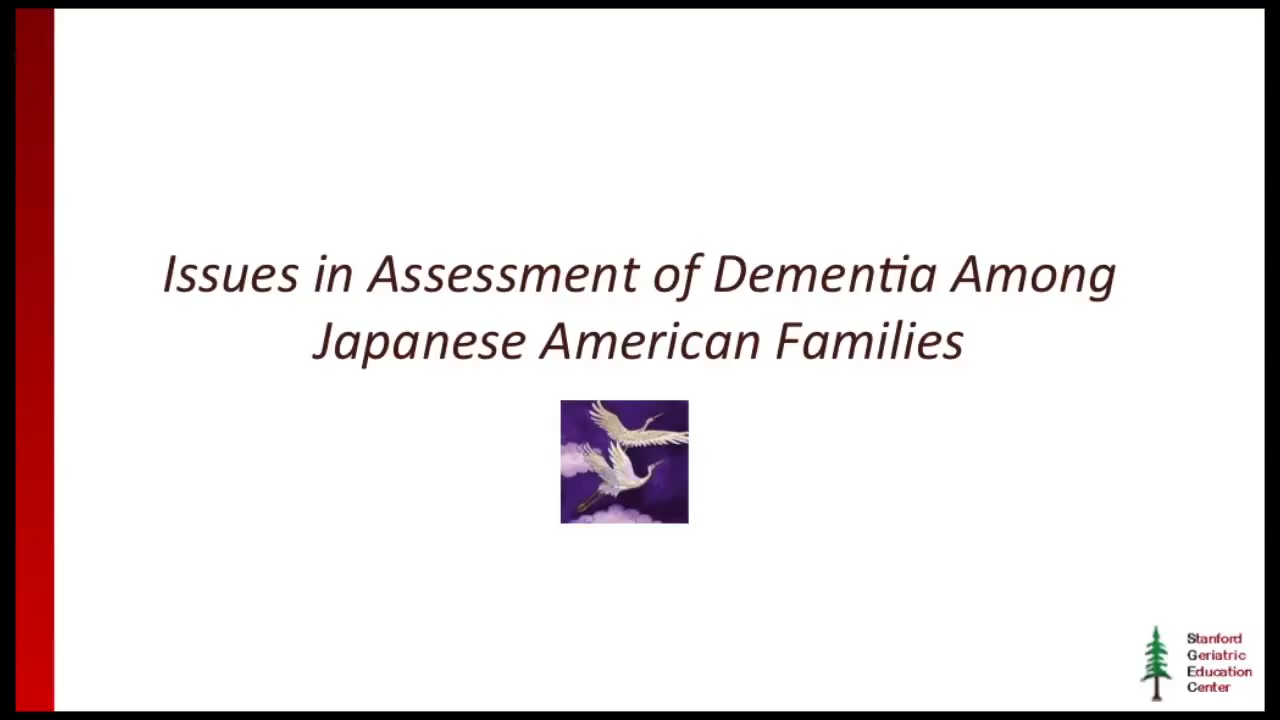 Issues in Assessment of Dementia Among
Japanese American Families
Stanford
Geriatric
Education
Center